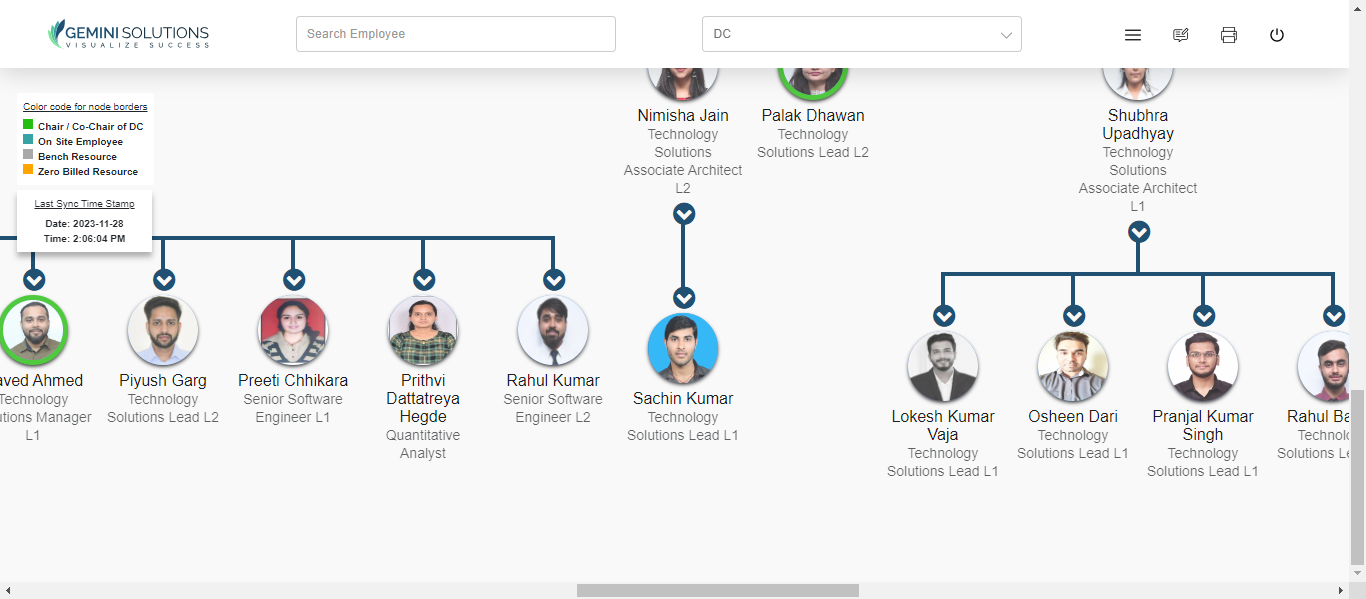 GEMINI SOLUTIONS
VISUALIZE SUCCESS
Search Employee
DC
Color code for node borders
Chair / Co-Chair of DC
On Site Employee
Bench Resource
Zero Billed Resource
Last Sync Time Stamp
Date: 2023-11-28
Time: 2:06:04 PM
Nimisha Jain
Technology
Solutions
Associate Architect
L2
Palak Dhawan
Technology
Solutions Lead L2
Shubhra
Upadhyay
Technology
Solutions
Associate Architect
L1
aved Ahmed
Technology
utions Manager
L1
Piyush Garg
Technology
Solutions Lead L2
Preeti Chhikara
Senior Software
Engineer L1
Prithvi
Dattatreya
Hegde
Quantitative
Analyst
Rahul Kumar
Senior Software
Engineer L2
Sachin Kumar
Technology
Solutions Lead L1
Lokesh Kumar
Vaja
Technology
Solutions Lead L1
Osheen Dari
Technology
Solutions Lead L1
Pranjal Kumar
Singh
Technology
Solutions Lead L1
Rahul Ba
Technol
Solutions Le